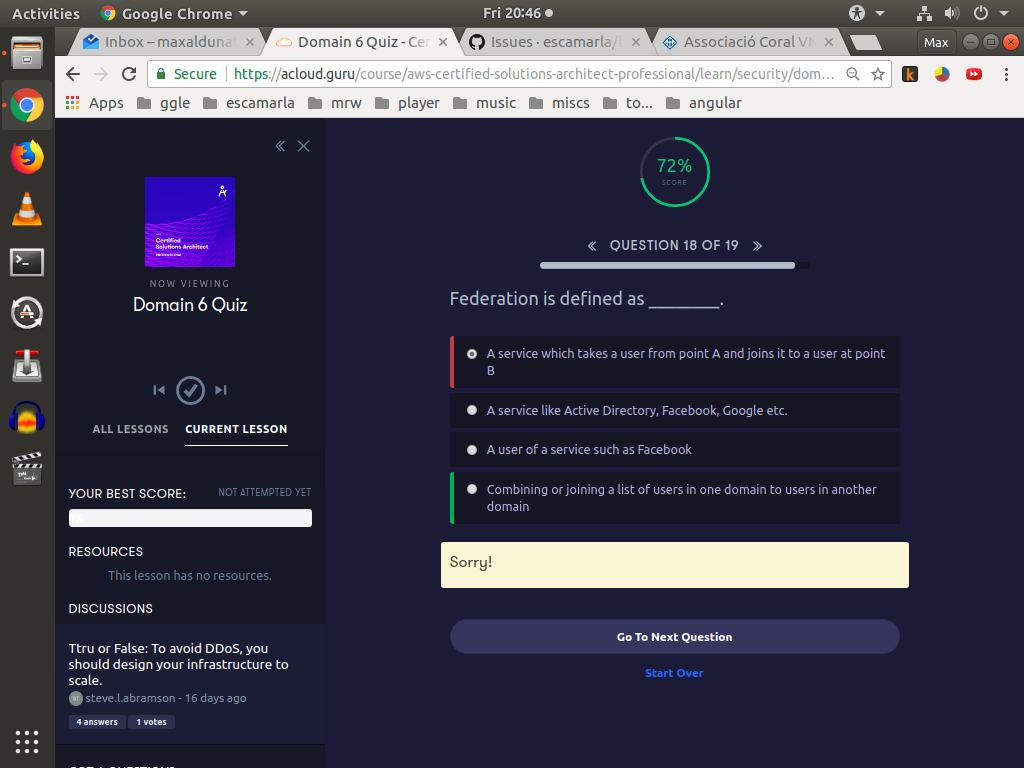 Activities
Google Chrome
Fri 20:46
Inbox – maxaldunat
Domain 6 Quiz - Cer
Issues · escamarla/
Associació Coral VN
Max
Secure
https://acloud.guru/course/aws-certified-solutions-architect-professional/learn/security/dom…
Apps
ggle
escamarla
mrw
player
music
miscs
to...
angular
Certified
Solutions Architect
NOW VIEWING
Domain 6 Quiz
ALL LESSONS
CURRENT LESSON
YOUR BEST SCORE:
NOT ATTEMPTED YET
RESOURCES
This lesson has no resources.
DISCUSSIONS
Ttru or False: To avoid DDoS, you
should design your infrastructure to
scale.
steve.l.abramson - 16 days ago
4 answers
1 votes
72%
SCORE
« QUESTION 18 OF 19 »
Federation is defined as ________.
A service which takes a user from point A and joins it to a user at point
B
A service like Active Directory, Facebook, Google etc.
A user of a service such as Facebook
Combining or joining a list of users in one domain to users in another
domain
Sorry!
Go To Next Question
Start Over